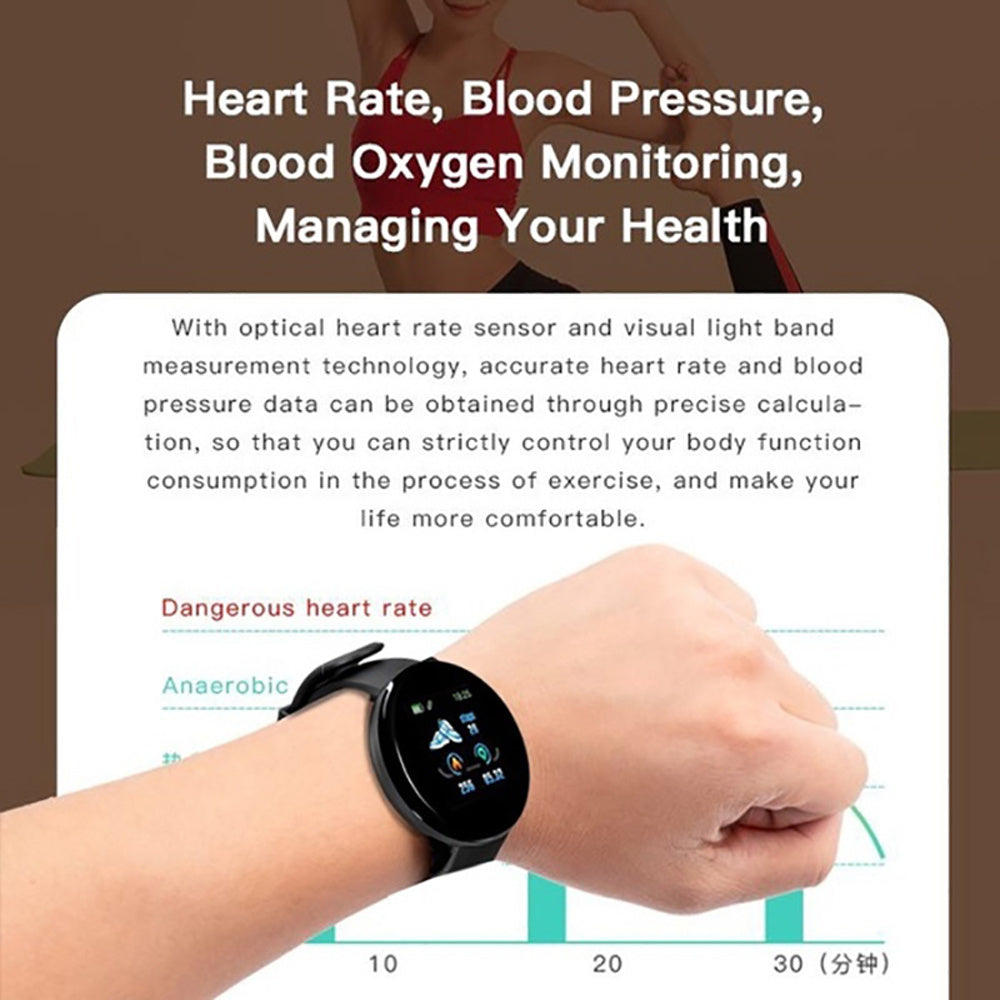 Heart Rate, Blood Pressure,
Blood Oxygen Monitoring,
Managing Your Health
With optical heart rate sensor and visual light band
measurement technology, accurate heart rate and blood
pressure data can be obtained through precise calcula-
tion, so that you can strictly control your body function
consumption in the process of exercise, and make your
life more comfortable.
Dangerous heart rate
Anaerobic
10 20 30 (分钟)